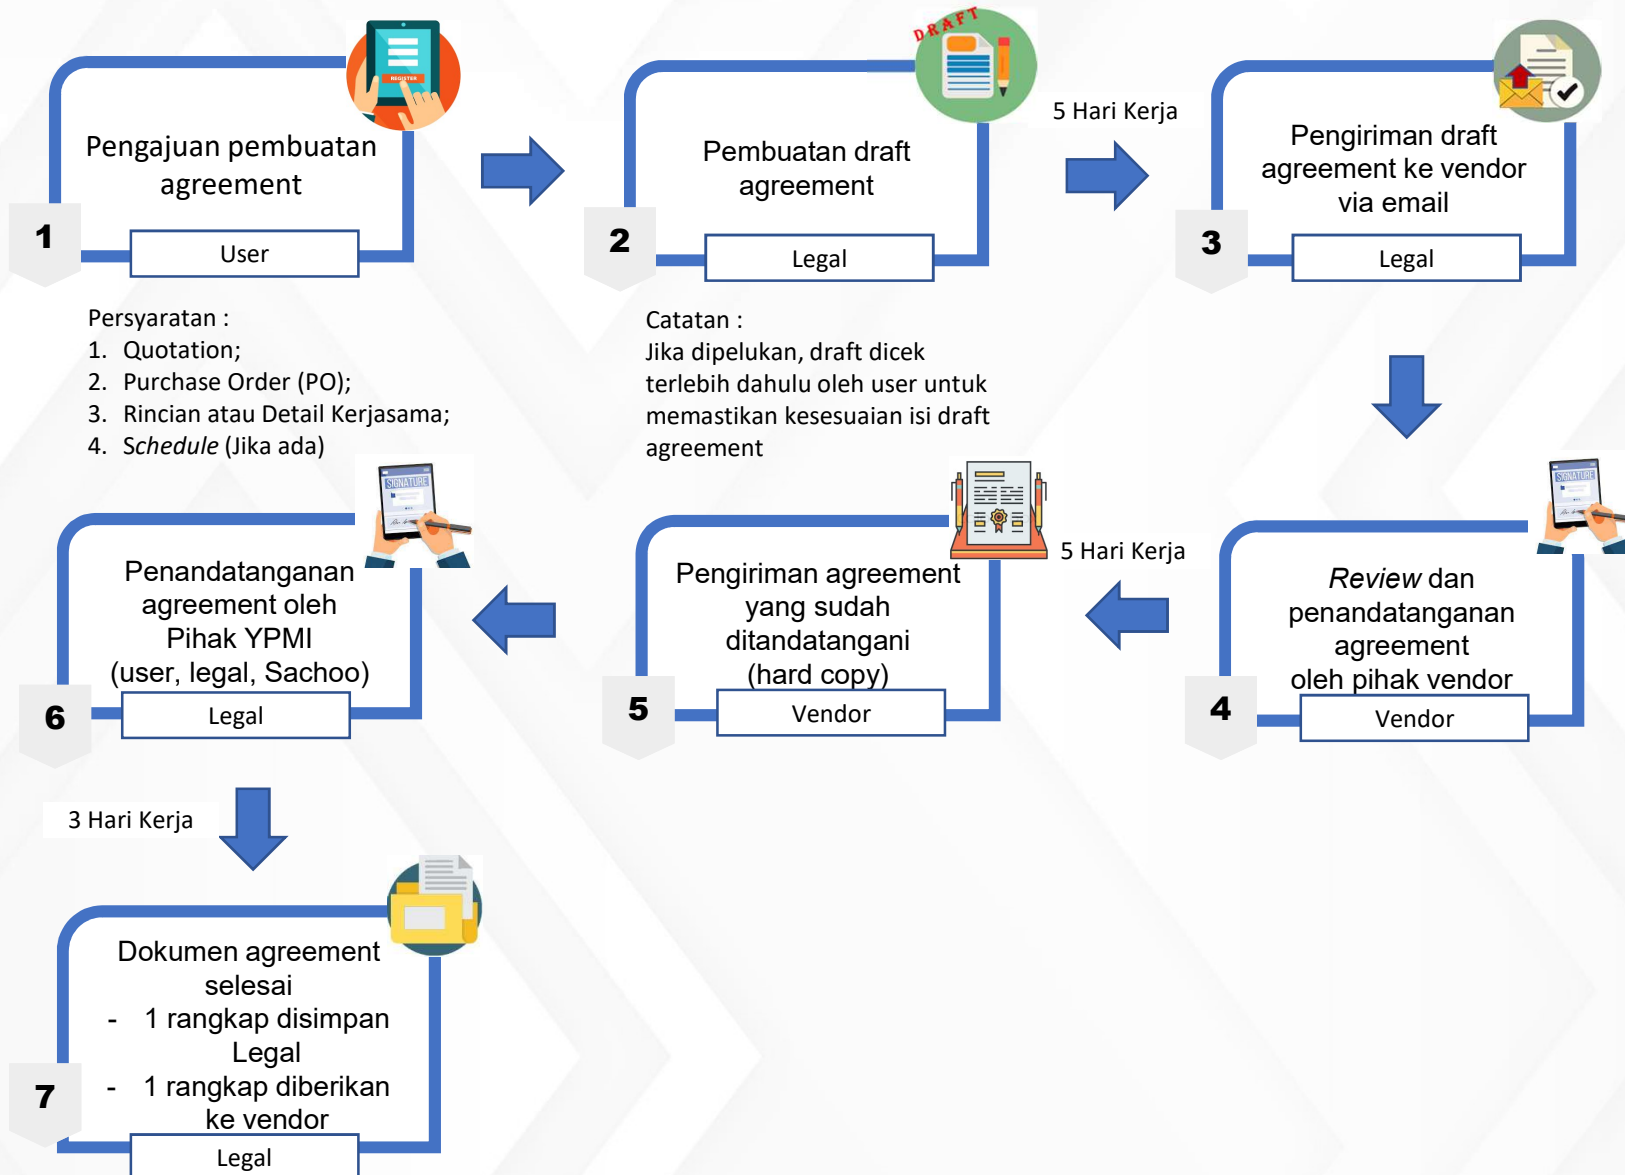 REGISTER
Pengajuan pembuatan
agreement
1
User
Persyaratan :
1. Quotation;
2. Purchase Order (PO);
3. Rincian atau Detail Kerjasama;
4. Schedule (Jika ada)
DRAFT
Pembuatan draft
agreement
2
Legal
Catatan :
Jika dipelukan, draft dicek
terlebih dahulu oleh user untuk
memastikan kesesuaian isi draft
agreement
5 Hari Kerja
Pengiriman draft
agreement ke vendor
via email
3
Legal
SIGNATURE
Review dan
penandatanganan
agreement
oleh pihak vendor
4
Vendor
5 Hari Kerja
Pengiriman agreement
yang sudah
ditandatangani
(hard copy)
5
Vendor
SIGNATURE
Penandatanganan
agreement oleh
Pihak YPMI
(user, legal, Sachoo)
6
Legal
3 Hari Kerja
Dokumen agreement
selesai
- 1 rangkap disimpan
Legal
- 1 rangkap diberikan
ke vendor
7
Legal